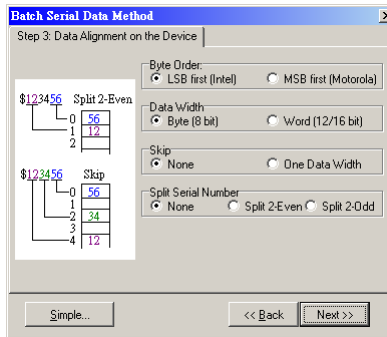 Batch Serial Data Method
Step 3: Data Alignment on the Device
$123456 Split 2-Even
0 56
1 12
2
$123456 Skip
0 56
1
2 34
3
4 12
Byte Order:
LSB first (Intel) MSB first (Motorola)
Data Width
Byte (8 bit) Word (12/16 bit)
Skip
None One Data Width
Split Serial Number
None Split 2-Even Split 2-Odd
Simple... << Back Next >>